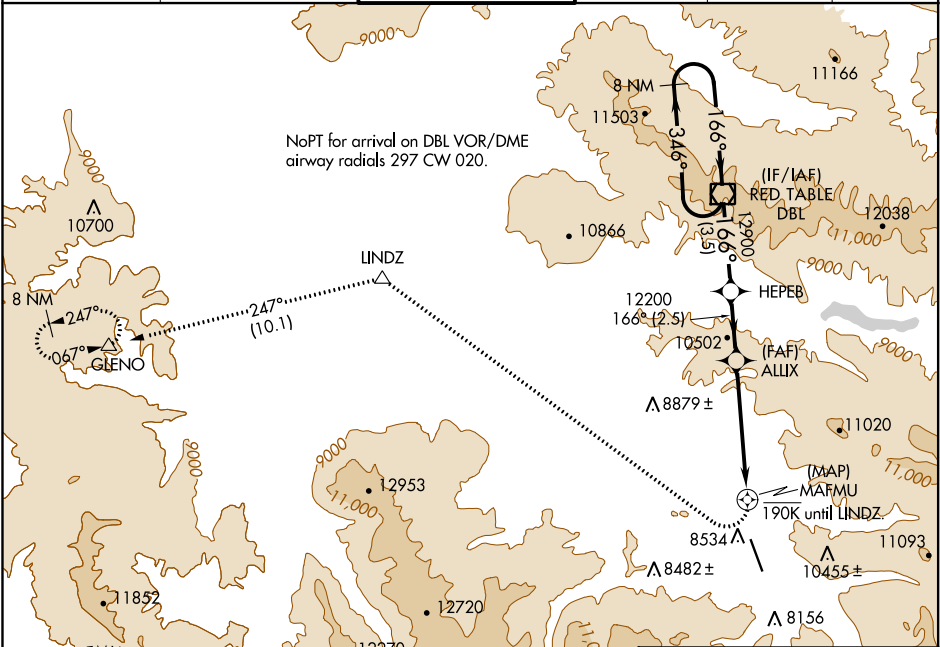 9000
11166
8 NM
11503
166°
346°
NoPT for arrival on DBL VOR/DME
airway radials 297 CW 020.
9000
(IF/IAF)
RED TABLE
DBL
10700
10866
12038
11,000
166°
(3.5)
12900
9000
LINDZ
HEPEB
8 NM
247°
247°
(10.1)
12200
166° (2.5)
10502
067°
GLENO
(FAF)
ALLIX
9000
8879 ±
11020
9000
9000
11,000
12953
11,000
(MAP)
MAFMU
190K until LINDZ.
8534
11093
8482 ±
10455 ±
11852
12720
8156